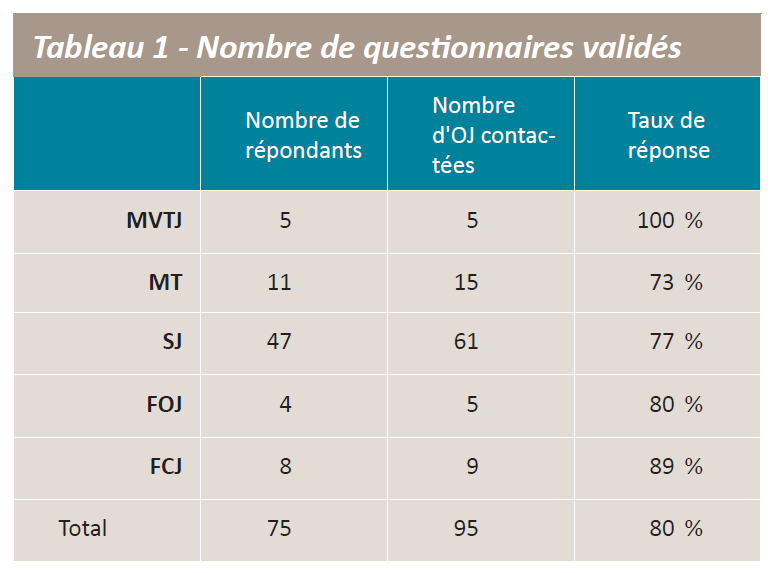 Tableau 1 - Nombre de questionnaires validés
Nombre de répondants
Nombre d'OJ contac-
tées
Taux de réponse
MVTJ 5 5 100 %
MT 11 15 73 %
SJ 47 61 77 %
FOJ 4 5 80 %
FCJ 8 9 89 %
Total 75 95 80 %